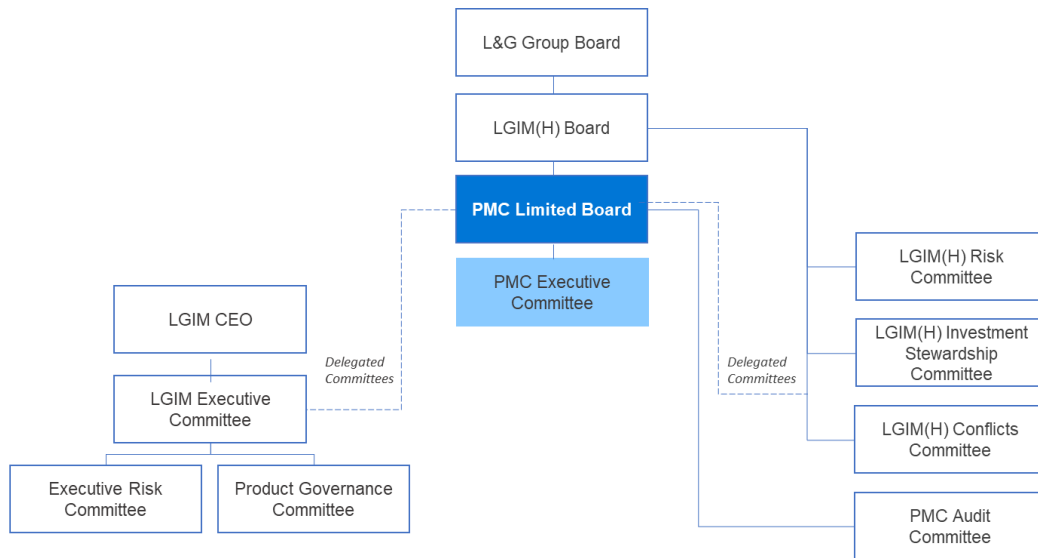 L&G Group Board
LGIM(H) Board
PMC Limited Board
PMC Executive
Committee
LGIM CEO
Delegated
Committees
LGIM Executive
Committee
Executive Risk
Committee
Product Governance
Committee
Delegated
Committees
LGIM(H) Risk
Committee
LGIM(H) Investment
Stewardship
Committee
LGIM(H) Conflicts
Committee
PMC Audit
Committee